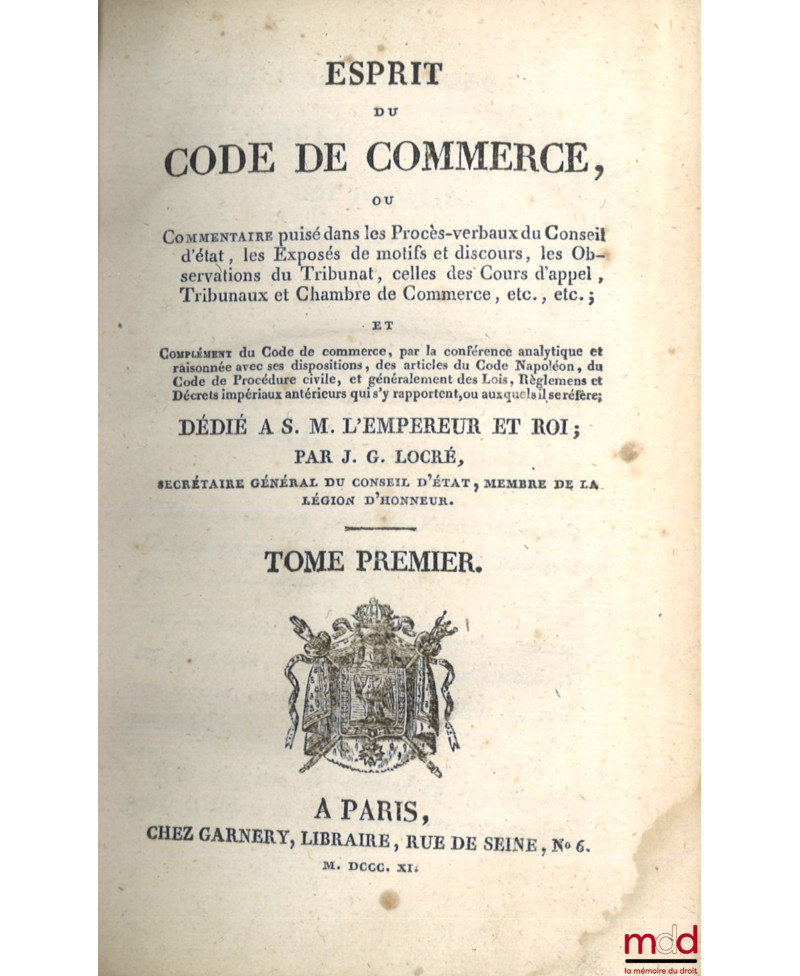 ESPRIT
DU
CODE DE COMMERCE,
OU
COMMENTAIRE puisé dans les Procès-verbaux du Conseil
d'état, les Exposés de motifs et discours, les Ob-
servations du Tribunat, celles des Cours d'appel,
Tribunaux et Chambre de Commerce, etc., etc.;
ET
COMPLÉMENT du Code de commerce, par la conférence analytique et
raisonnée avec ses dispositions, des articles du Code Napoléon, du
Code de Procédure civile, et généralement des Lois, Règlemens et
Décrets impériaux antérieurs qui s'y rapportent, ou auxquels il se réfère;
DÉDIÉ A S. M. L'EMPEREUR ET ROI;
PAR J. G. LOCRÉ,
SECRÉTAIRE GÉNÉRAL DU CONSEIL D'ÉTAT, MEMBRE DE LA
LÉGION D'HONNEUR.
TOME PREMIER.
A PARIS,
CHEZ GARNERY, LIBRAIRE, RUE DE SEINE, No 6.
M. DCCC. XI.
mdd
la mémoire du droit